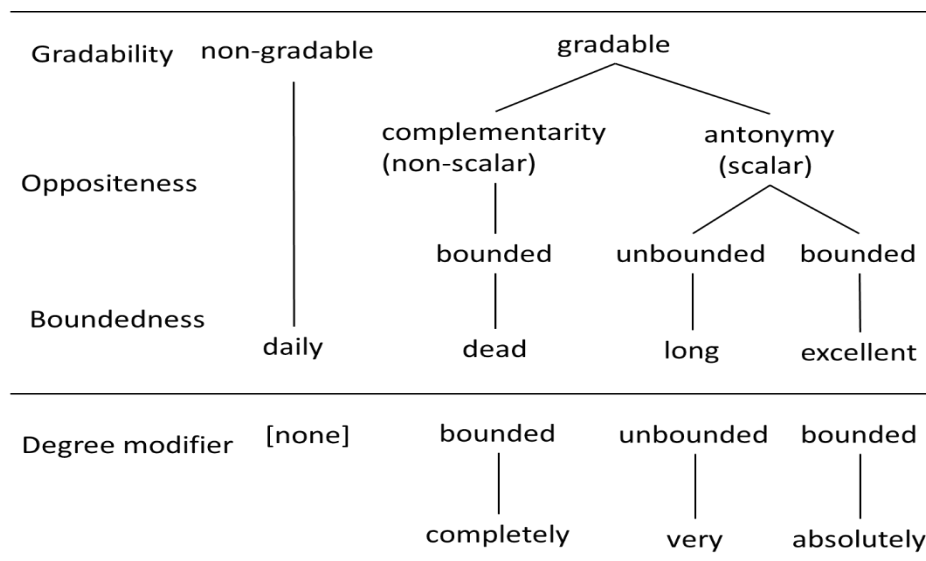 Gradability non-gradable gradable
complementarity antonymy
(non-scalar) (scalar)
Oppositeness
bounded unbounded bounded
Boundedness
daily dead long excellent
Degree modifier [none] bounded unbounded bounded
completely very absolutely